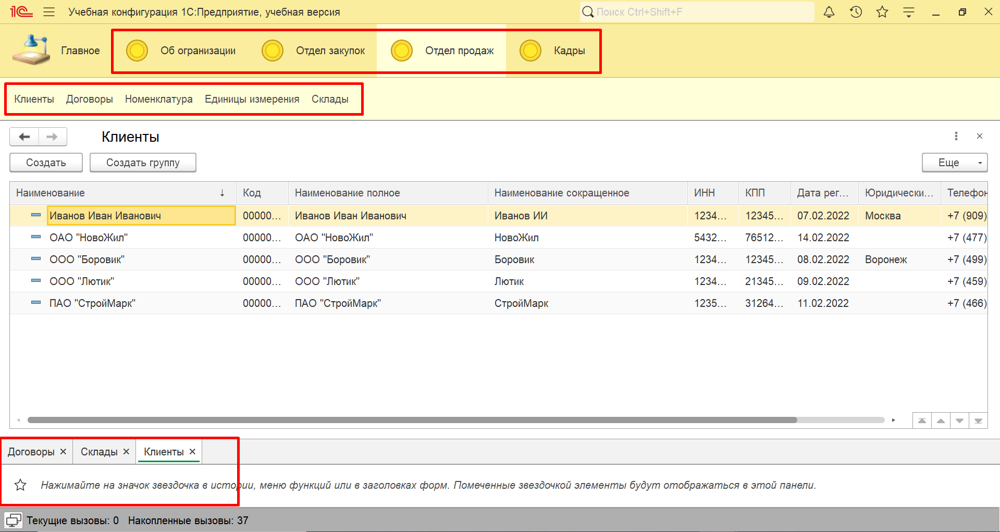 1С Учебная конфигурация 1С:Предприятие, учебная версия Поиск Ctrl+Shift+F
Главное Об огранизации Отдел закупок Отдел продаж Кадры
Клиенты Договоры Номенклатура Единицы измерения Склады
Клиенты
Создать Создать группу Еще
Наименование ↓ Код Наименование полное Наименование сокращенное ИНН КПП Дата рег... Юридически... Телефон
Иванов Иван Иванович 00000... Иванов Иван Иванович Иванов ИИ 1234... 12345... 07.02.2022 Москва +7 (909)
ОАО "НовоЖил" 00000... ОАО "НовоЖил" НовоЖил 5432... 76512... 14.02.2022 +7 (477)
ООО "Боровик" 00000... ООО "Боровик" Боровик 1234... 12345... 08.02.2022 Воронеж +7 (499)
ООО "Лютик" 00000... ООО "Лютик" Лютик 1234... 21345... 09.02.2022 +7 (459)
ПАО "СтройМарк" 00000... ПАО "СтройМарк" СтройМарк 1235... 31264... 11.02.2022 +7 (466)
Договоры × Склады × Клиенты ×
Нажимайте на значок звездочка в истории, меню функций или в заголовках форм. Помеченные звездочкой элементы будут отображаться в этой панели.
Текущие вызовы: 0 Накопленные вызовы: 37